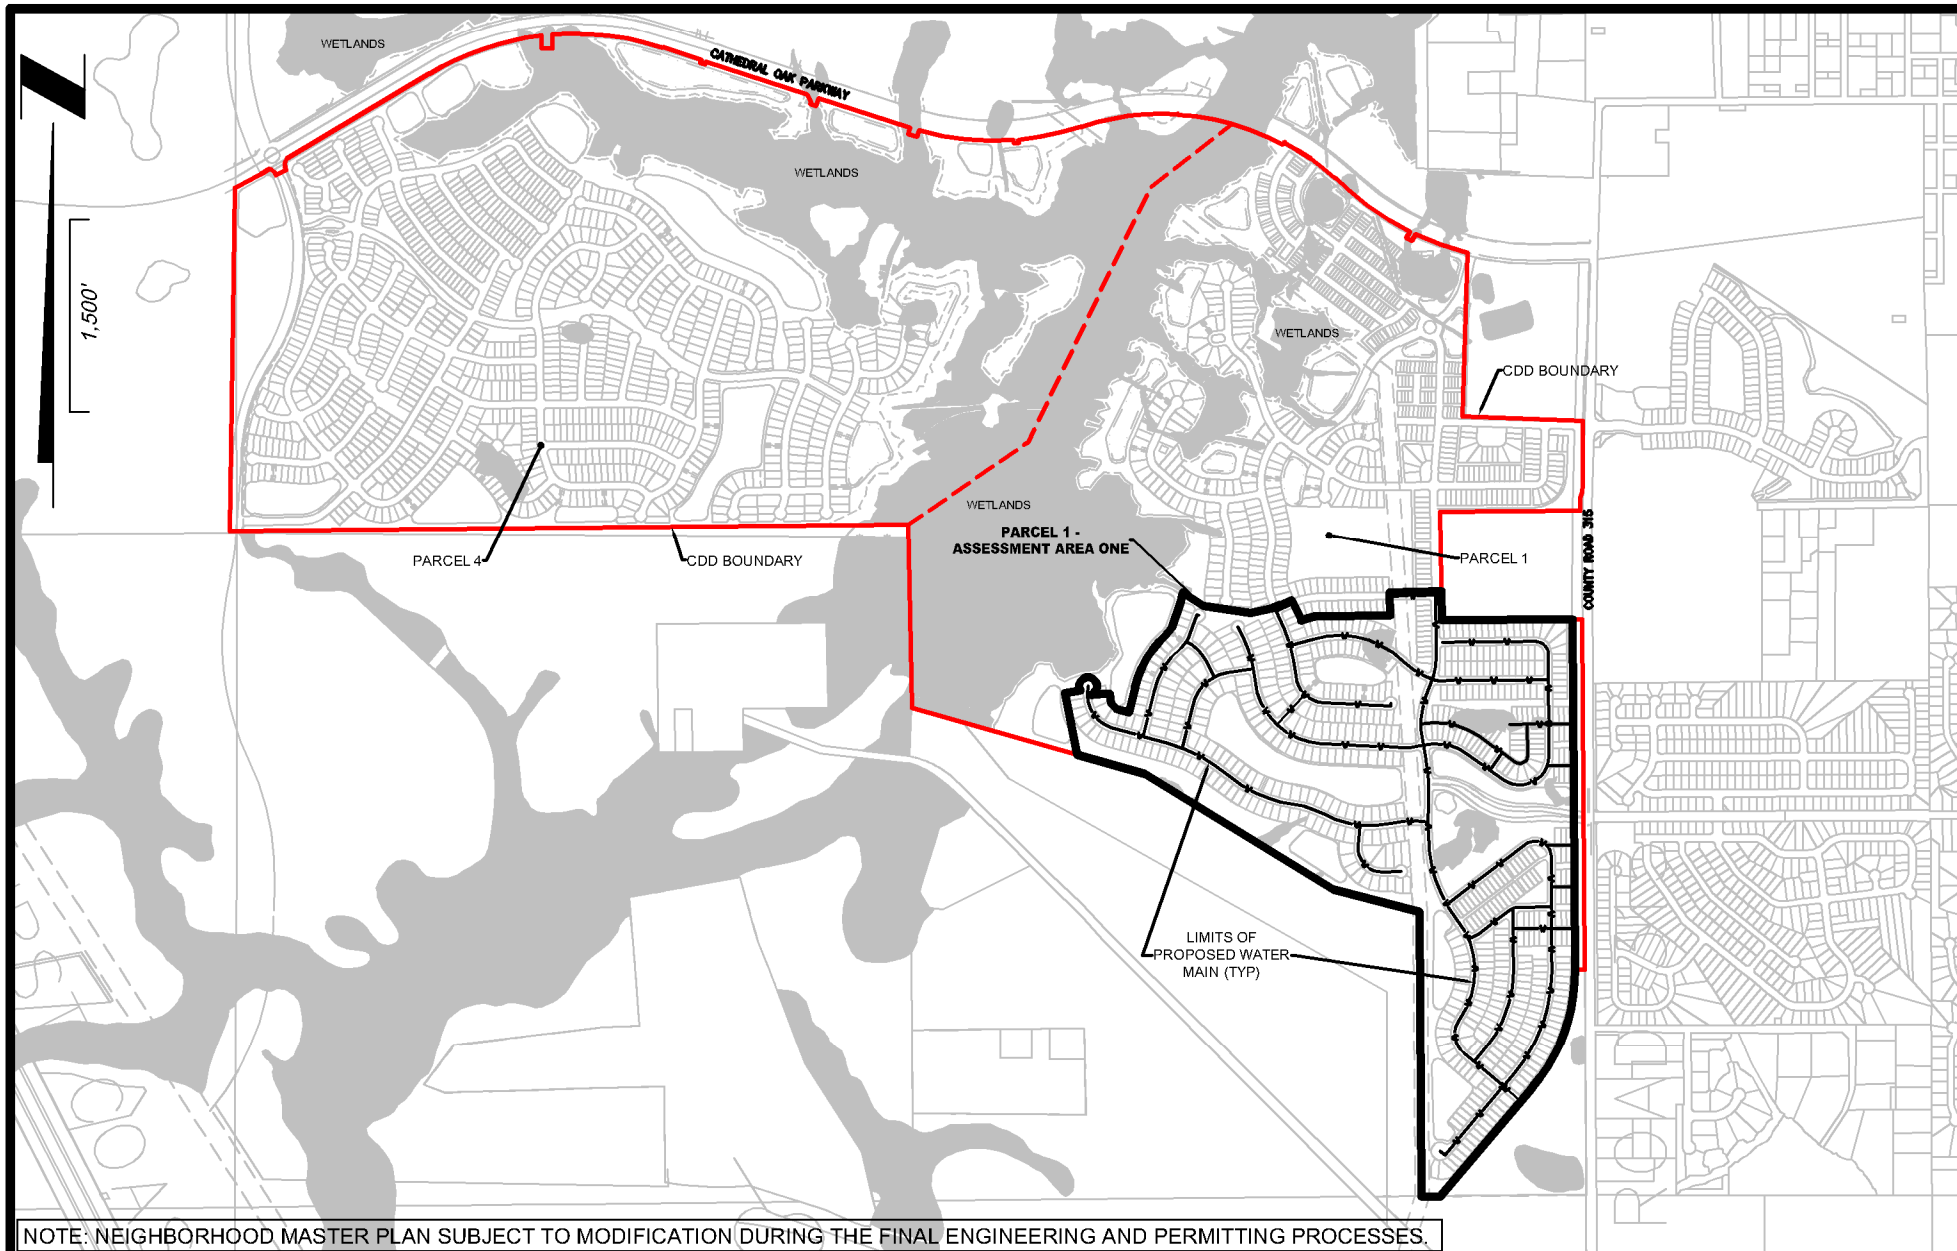 WETLANDS
CATHEDRAL OAK PARKWAY
WETLANDS
1,500'
WETLANDS
CDD BOUNDARY
WETLANDS
PARCEL 1 -
ASSESSMENT AREA ONE
PARCEL 4
CDD BOUNDARY
PARCEL 1
COUNTY ROAD 315
LIMITS OF
PROPOSED WATER
MAIN (TYP)
ROAD
NOTE: NEIGHBORHOOD MASTER PLAN SUBJECT TO MODIFICATION DURING THE FINAL ENGINEERING AND PERMITTING PROCESSES.